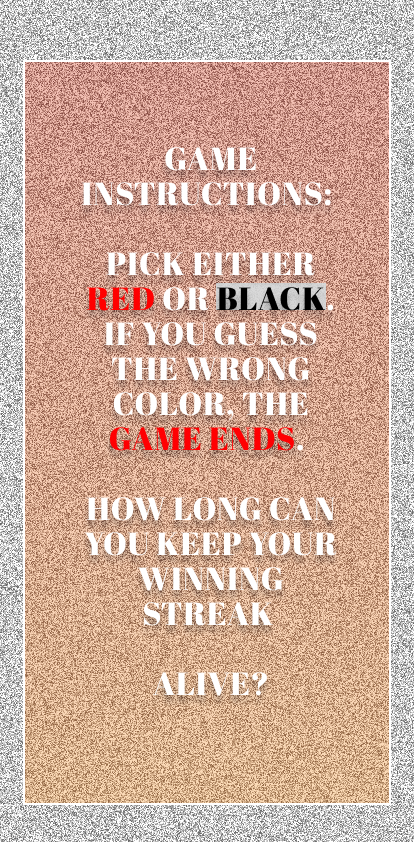 GAME
INSTRUCTIONS:
PICK EITHER
RED OR BLACK.
IF YOU GUESS
THE WRONG
COLOR, THE
GAME ENDS.
HOW LONG CAN
YOU KEEP YOUR
WINNING
STREAK
ALIVE?